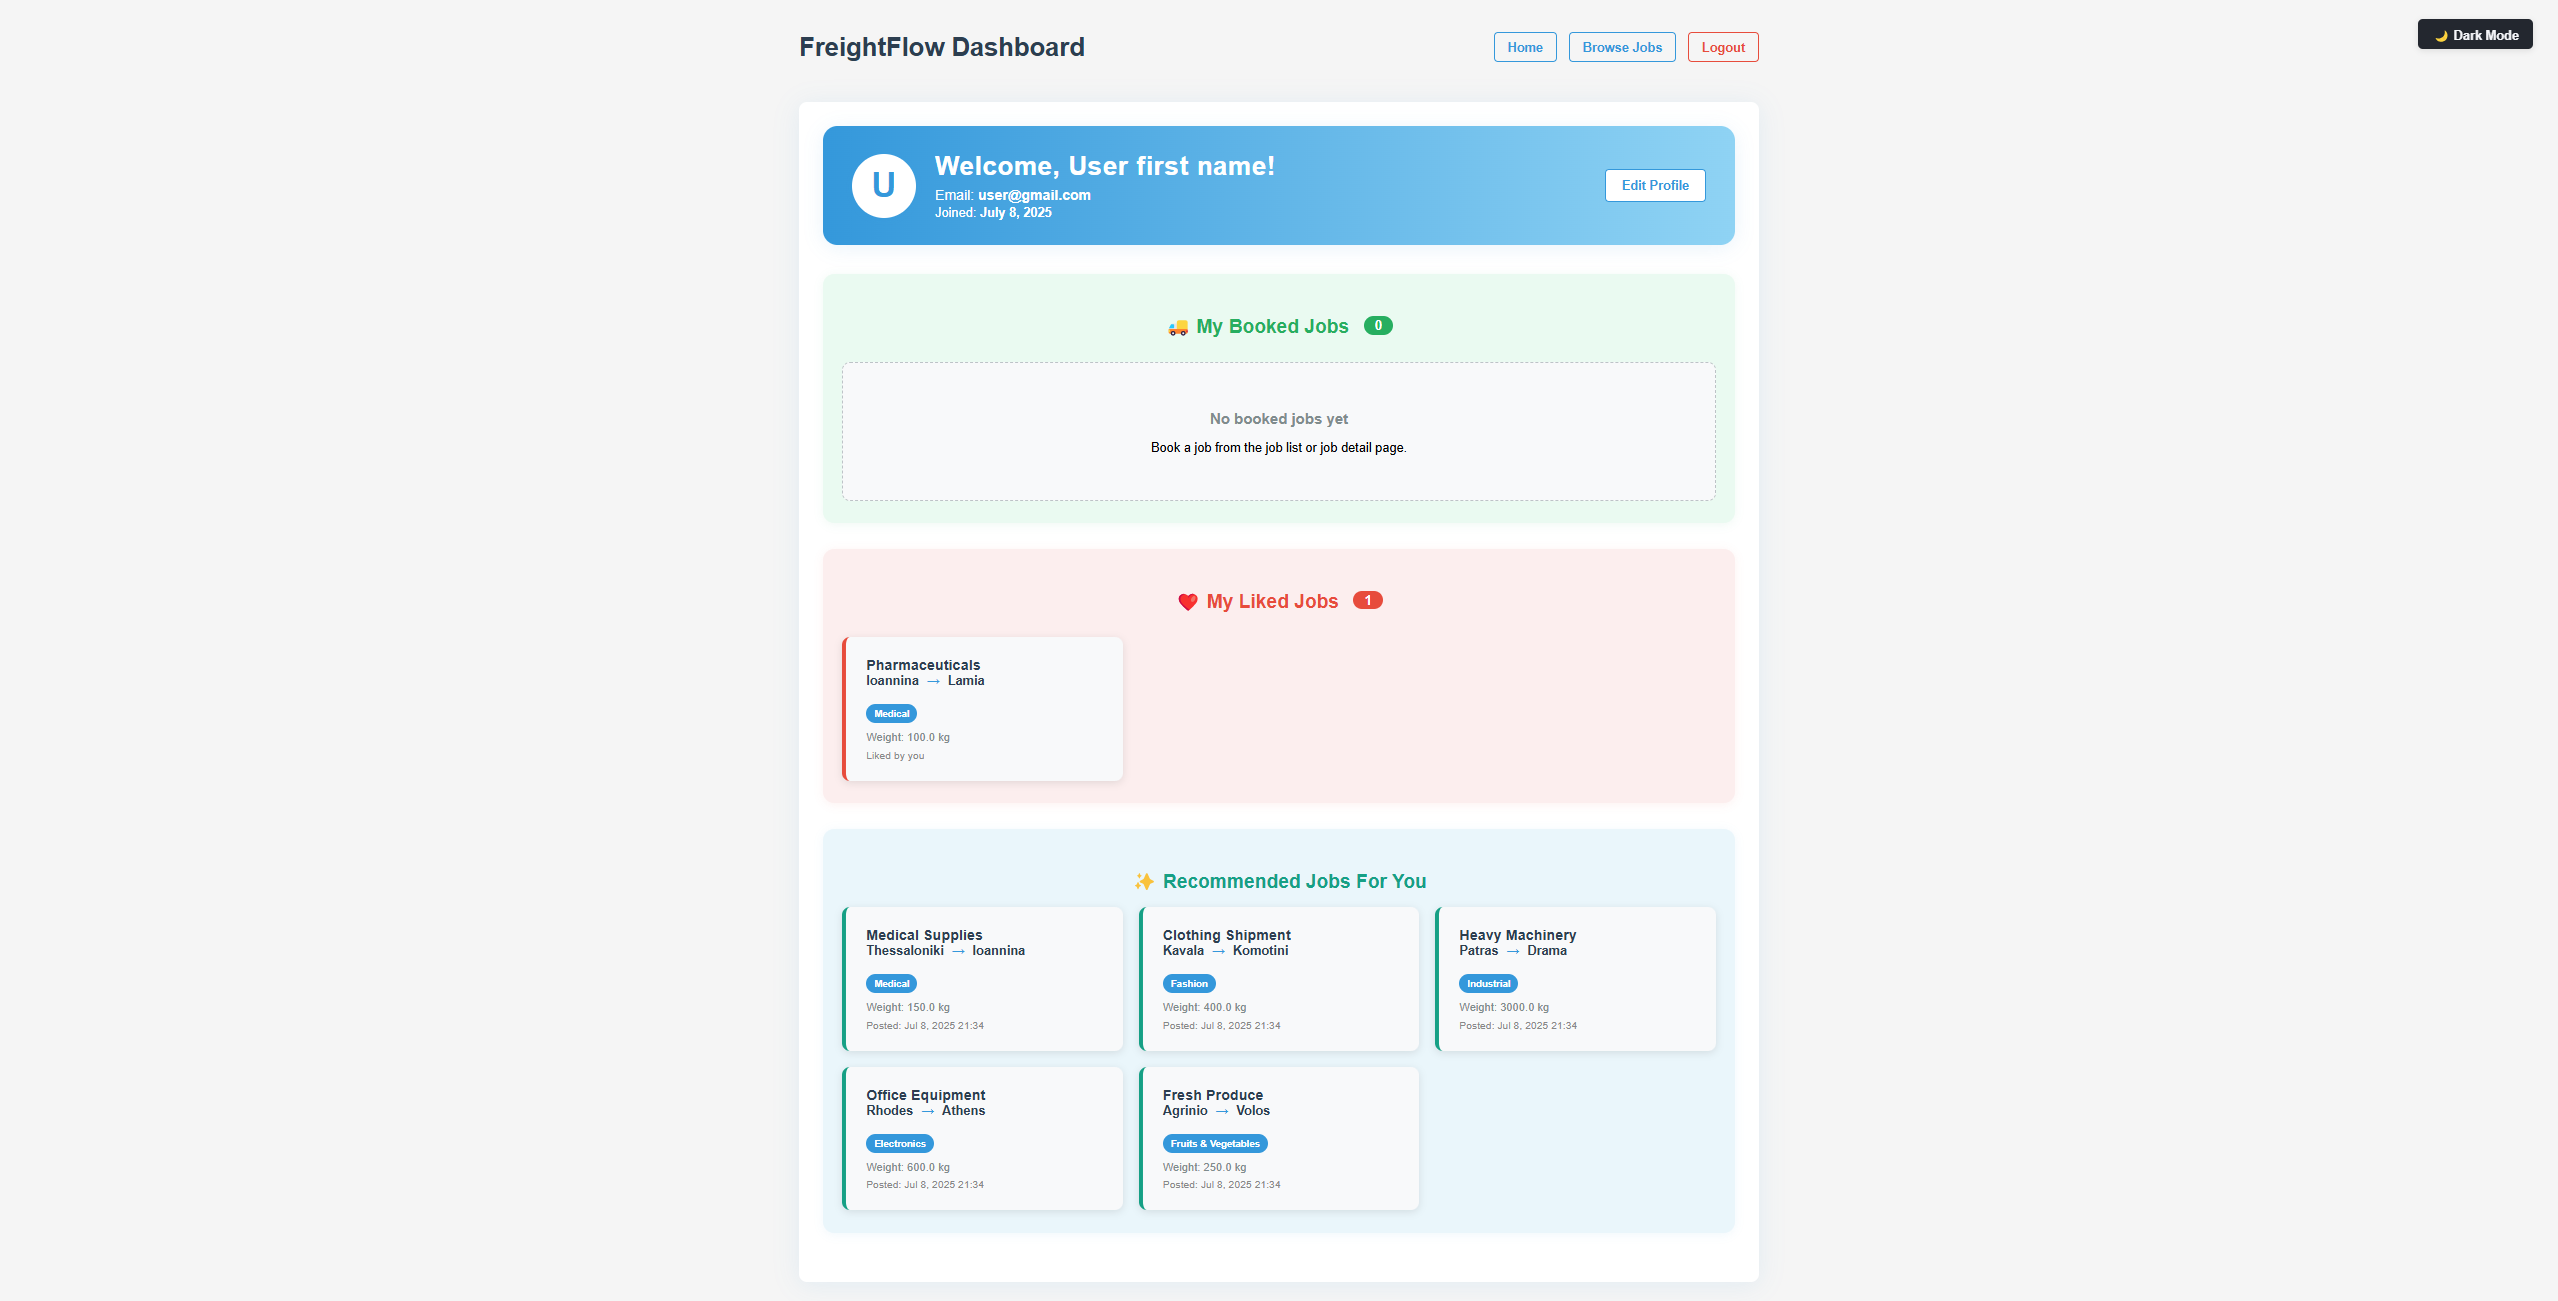 FreightFlow Dashboard
Home
Browse Jobs
Logout
🌙 Dark Mode
U
Welcome, User first name!
Email: user@gmail.com
Joined: July 8, 2025
Edit Profile
🚚 My Booked Jobs 0
No booked jobs yet
Book a job from the job list or job detail page.
❤️ My Liked Jobs 1
Pharmaceuticals
Ioannina → Lamia
Medical
Weight: 100.0 kg
Liked by you
✨ Recommended Jobs For You
Medical Supplies
Thessaloniki → Ioannina
Medical
Weight: 150.0 kg
Posted: Jul 8, 2025 21:34
Clothing Shipment
Kavala → Komotini
Fashion
Weight: 400.0 kg
Posted: Jul 8, 2025 21:34
Heavy Machinery
Patras → Drama
Industrial
Weight: 3000.0 kg
Posted: Jul 8, 2025 21:34
Office Equipment
Rhodes → Athens
Electronics
Weight: 600.0 kg
Posted: Jul 8, 2025 21:34
Fresh Produce
Agrinio → Volos
Fruits & Vegetables
Weight: 250.0 kg
Posted: Jul 8, 2025 21:34